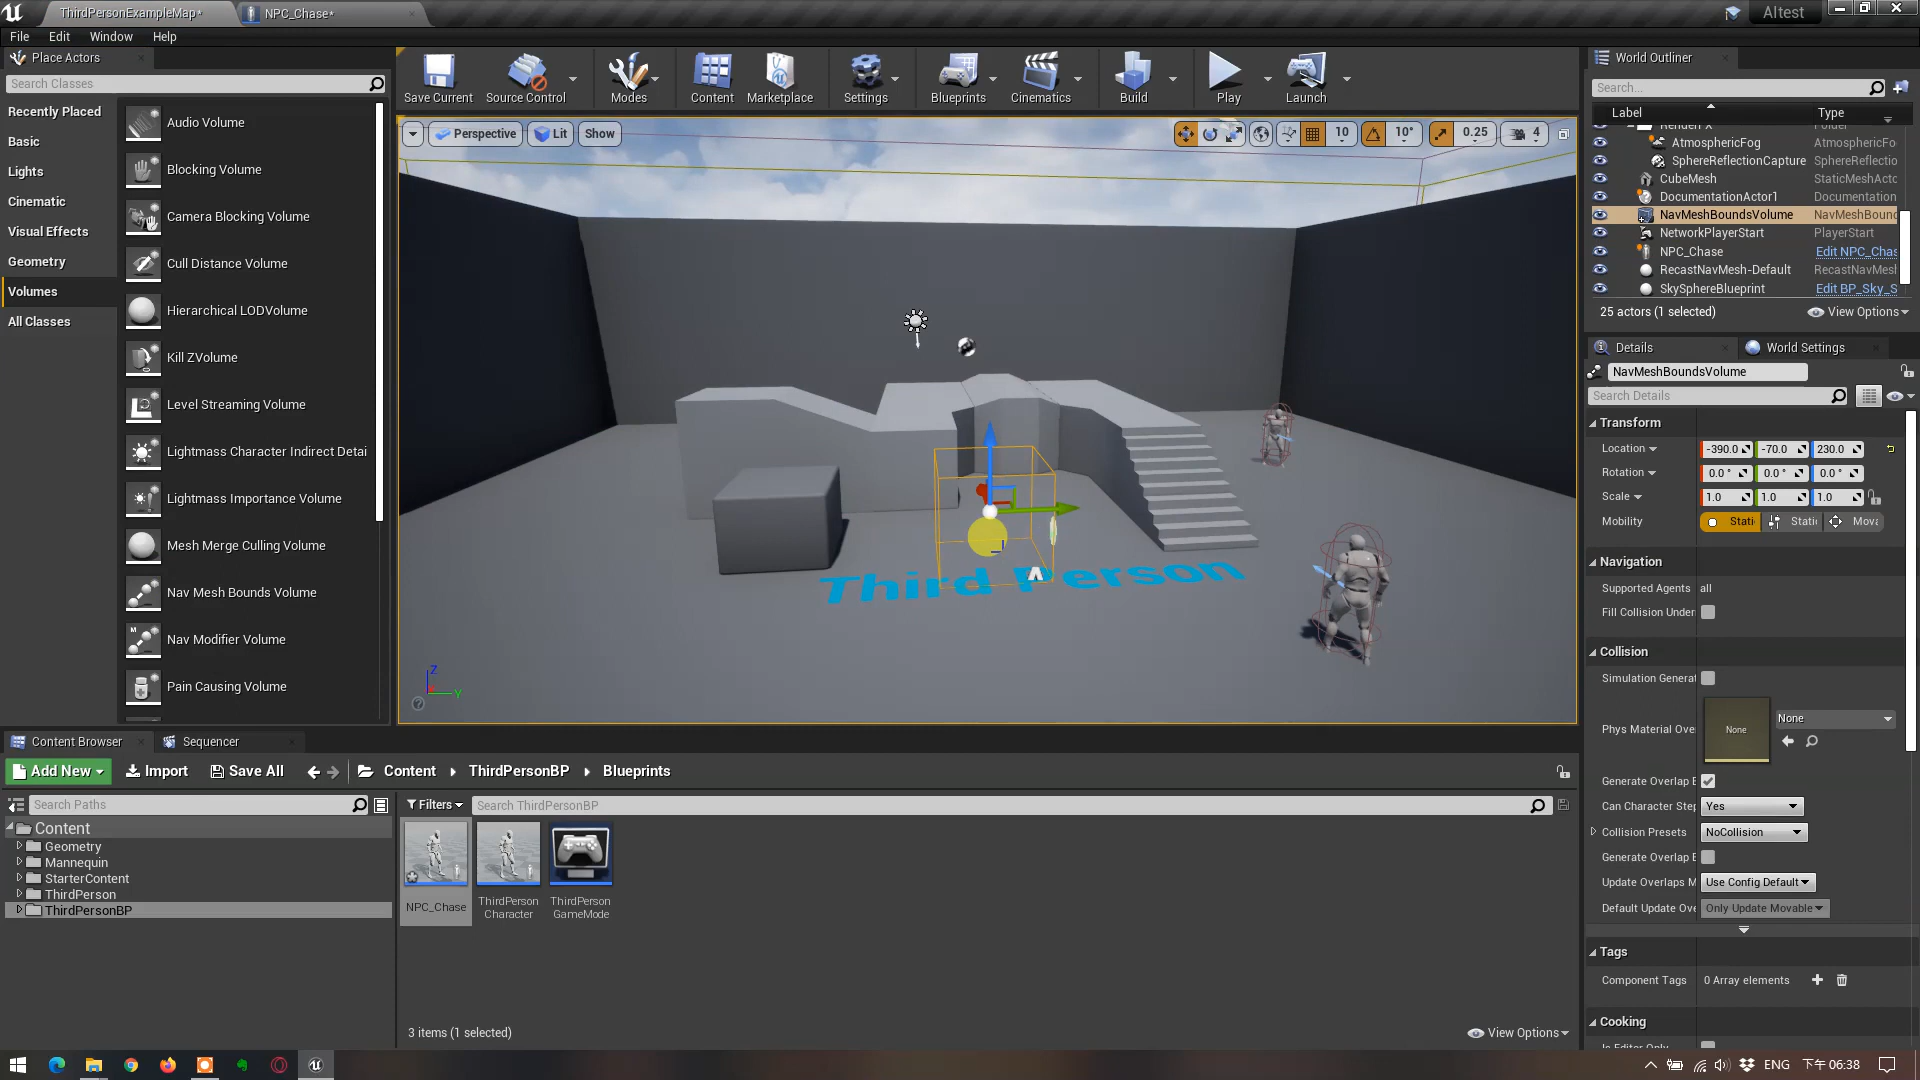 ThirdPersonExampleMap*
NPC_Chase*
AItest
File Edit Window Help
Place Actors
Search Classes
Recently Placed
Basic
Lights
Cinematic
Visual Effects
Geometry
Volumes
All Classes
Audio Volume
Blocking Volume
Camera Blocking Volume
Cull Distance Volume
Hierarchical LODVolume
Kill ZVolume
Level Streaming Volume
Lightmass Character Indirect Detai
Lightmass Importance Volume
Mesh Merge Culling Volume
Nav Mesh Bounds Volume
Nav Modifier Volume
Pain Causing Volume
Save Current Source Control Modes Content Marketplace Settings Blueprints Cinematics Build Play Launch
Perspective Lit Show 10 10° 0.25 4
Third Person
Z
Y
World Outliner
Search...
Label Type
AtmosphericFog AtmosphericFo
SphereReflectionCapture SphereReflectio
CubeMesh StaticMeshActo
DocumentationActor1 Documentation
NavMeshBoundsVolume NavMeshBound
NetworkPlayerStart PlayerStart
NPC_Chase Edit NPC_Chas
RecastNavMesh-Default RecastNavMesh
SkySphereBlueprint Edit BP_Sky_S
25 actors (1 selected) View Options
Details World Settings
NavMeshBoundsVolume
Search Details
Transform
Location -390.0 -70.0 230.0
Rotation 0.0 ° 0.0 ° 0.0 °
Scale 1.0 1.0 1.0
Mobility Stati Static Mova
Navigation
Supported Agents all
Fill Collision Under
Collision
Simulation Generat
Phys Material Ove None None
Generate Overlap E
Can Character Step Yes
Collision Presets NoCollision
Generate Overlap E
Update Overlaps M Use Config Default
Default Update Ove Only Update Movable
Tags
Component Tags 0 Array elements
Cooking
Content Browser Sequencer
Add New Import Save All Content ThirdPersonBP Blueprints
Search Paths
Content
Geometry
Mannequin
StarterContent
ThirdPerson
ThirdPersonBP
Filters Search ThirdPersonBP
NPC_Chase
ThirdPerson
Character
ThirdPerson
GameMode
3 items (1 selected) View Options
ENG 下午 06:38